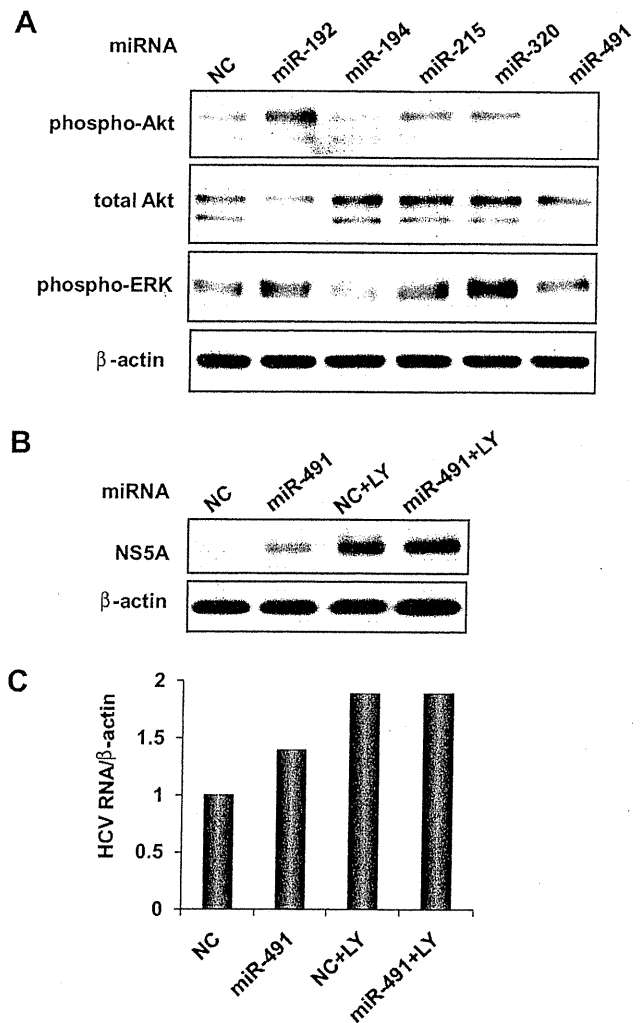 A
miRNA
NC
miR-192
miR-194
miR-215
miR-320
miR-491
phospho-Akt
total Akt
phospho-ERK
β-actin
B
miRNA
NC
miR-491
NC+LY
miR-491+LY
NS5A
β-actin
C
HCV RNA/β-actin
2
1.5
1
0.5
0
NC
miR-491
NC+LY
miR-491+LY